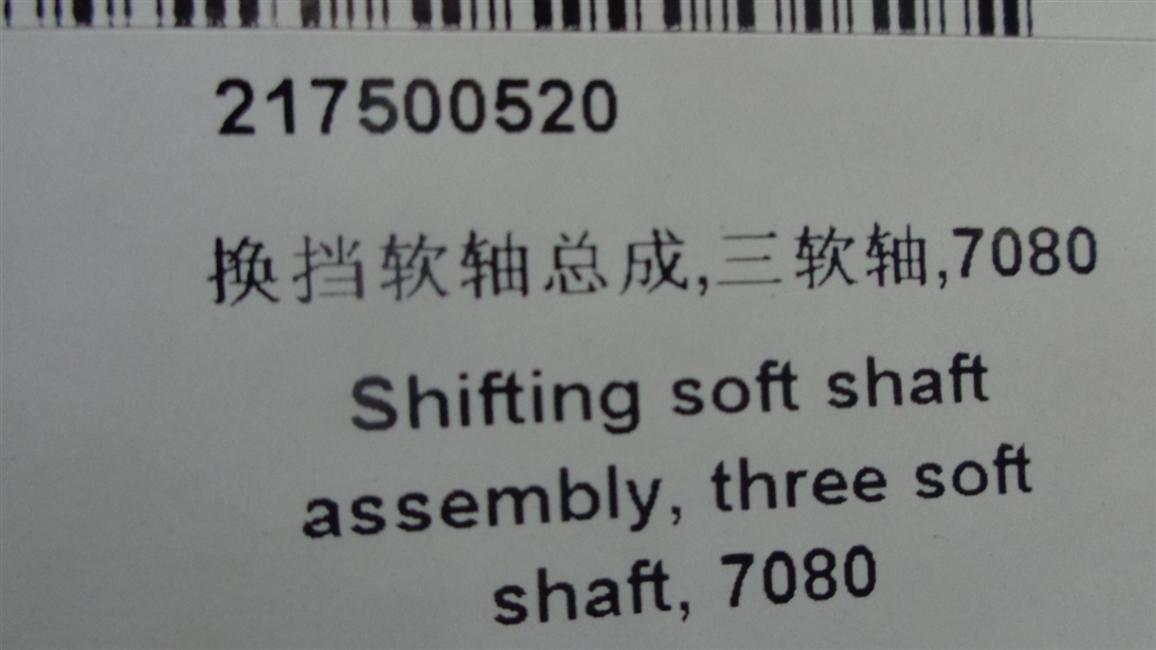 217500520
换挡软轴总成,三软轴,7080
Shifting soft shaft
assembly, three soft
shaft, 7080